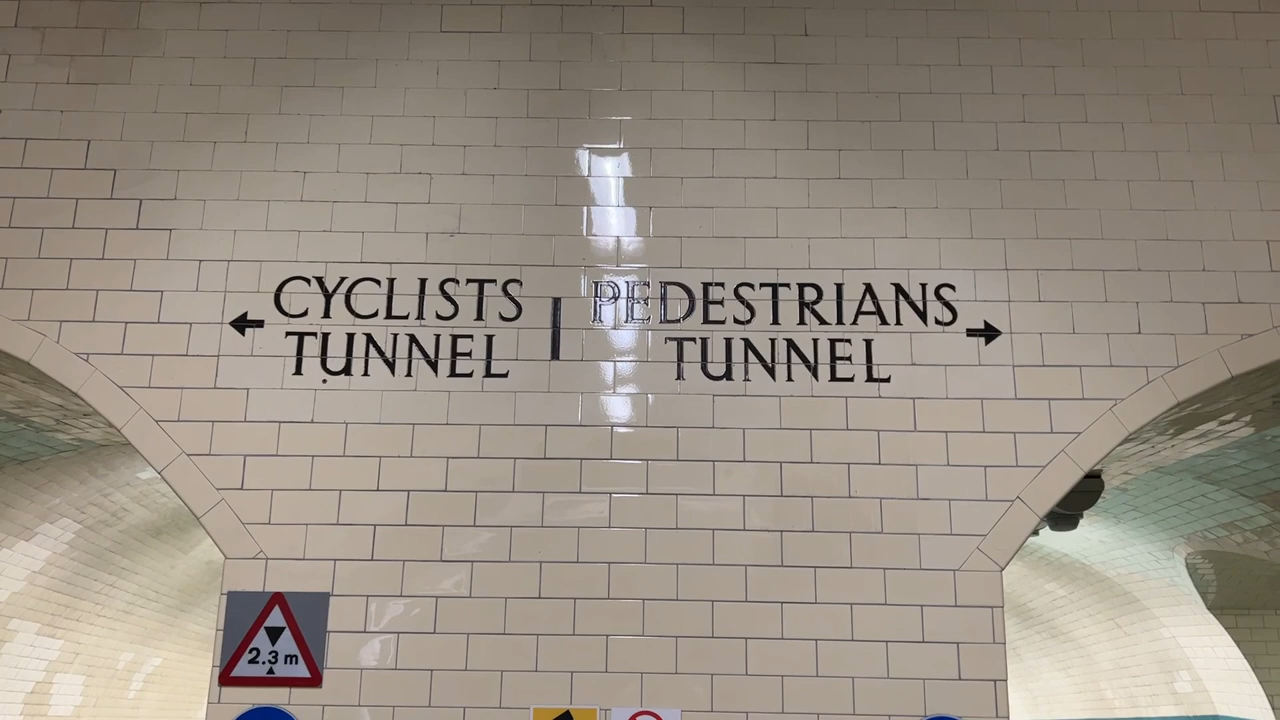 CYCLISTS
TUNNEL
PEDESTRIANS
TUNNEL
2.3 m